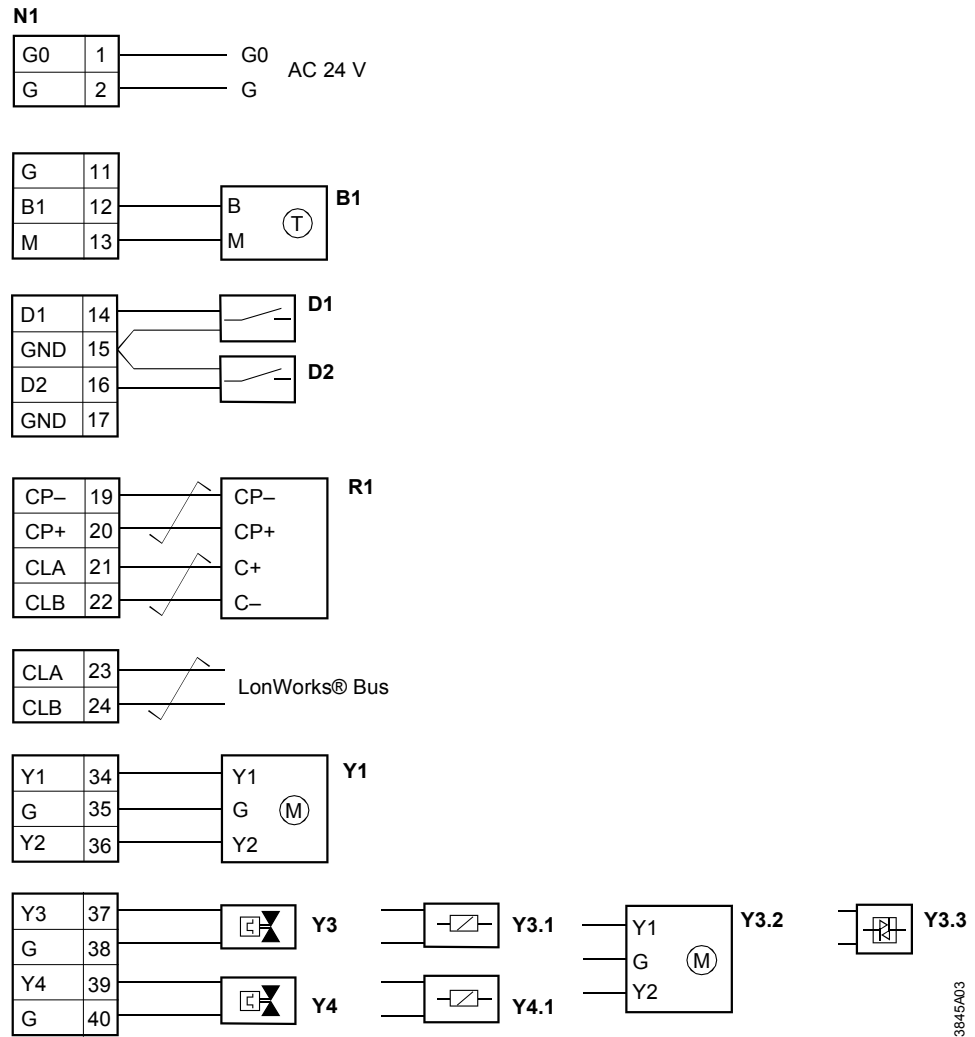 N1
G0 1 G0
AC 24 V
G 2 G
G 11
B1 12 B T B1
M 13 M
D1 14 D1
GND 15
D2 16 D2
GND 17
CP– 19 CP– R1
CP+ 20 CP+
CLA 21 C+
CLB 22 C–
CLA 23
LonWorks® Bus
CLB 24
Y1 34 Y1 Y1
G 35 G M
Y2 36 Y2
Y3 37 Y3 Y3.1 Y1 Y3.2 Y3.3
G 38 G M
Y4 39 Y4 Y4.1 Y2
G 40
3845A03